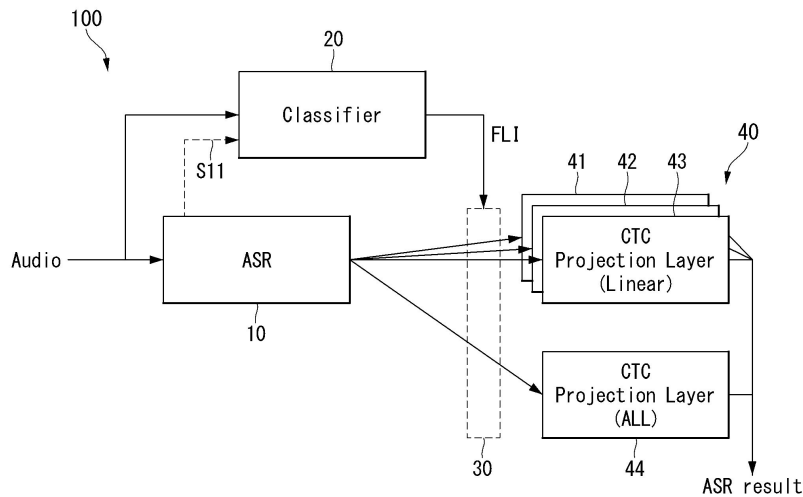 100
20
Classifier
FLI
S11
40
41
42
43
Audio
ASR
CTC
Projection Layer
(Linear)
10
CTC
Projection Layer
(ALL)
30
44
ASR result